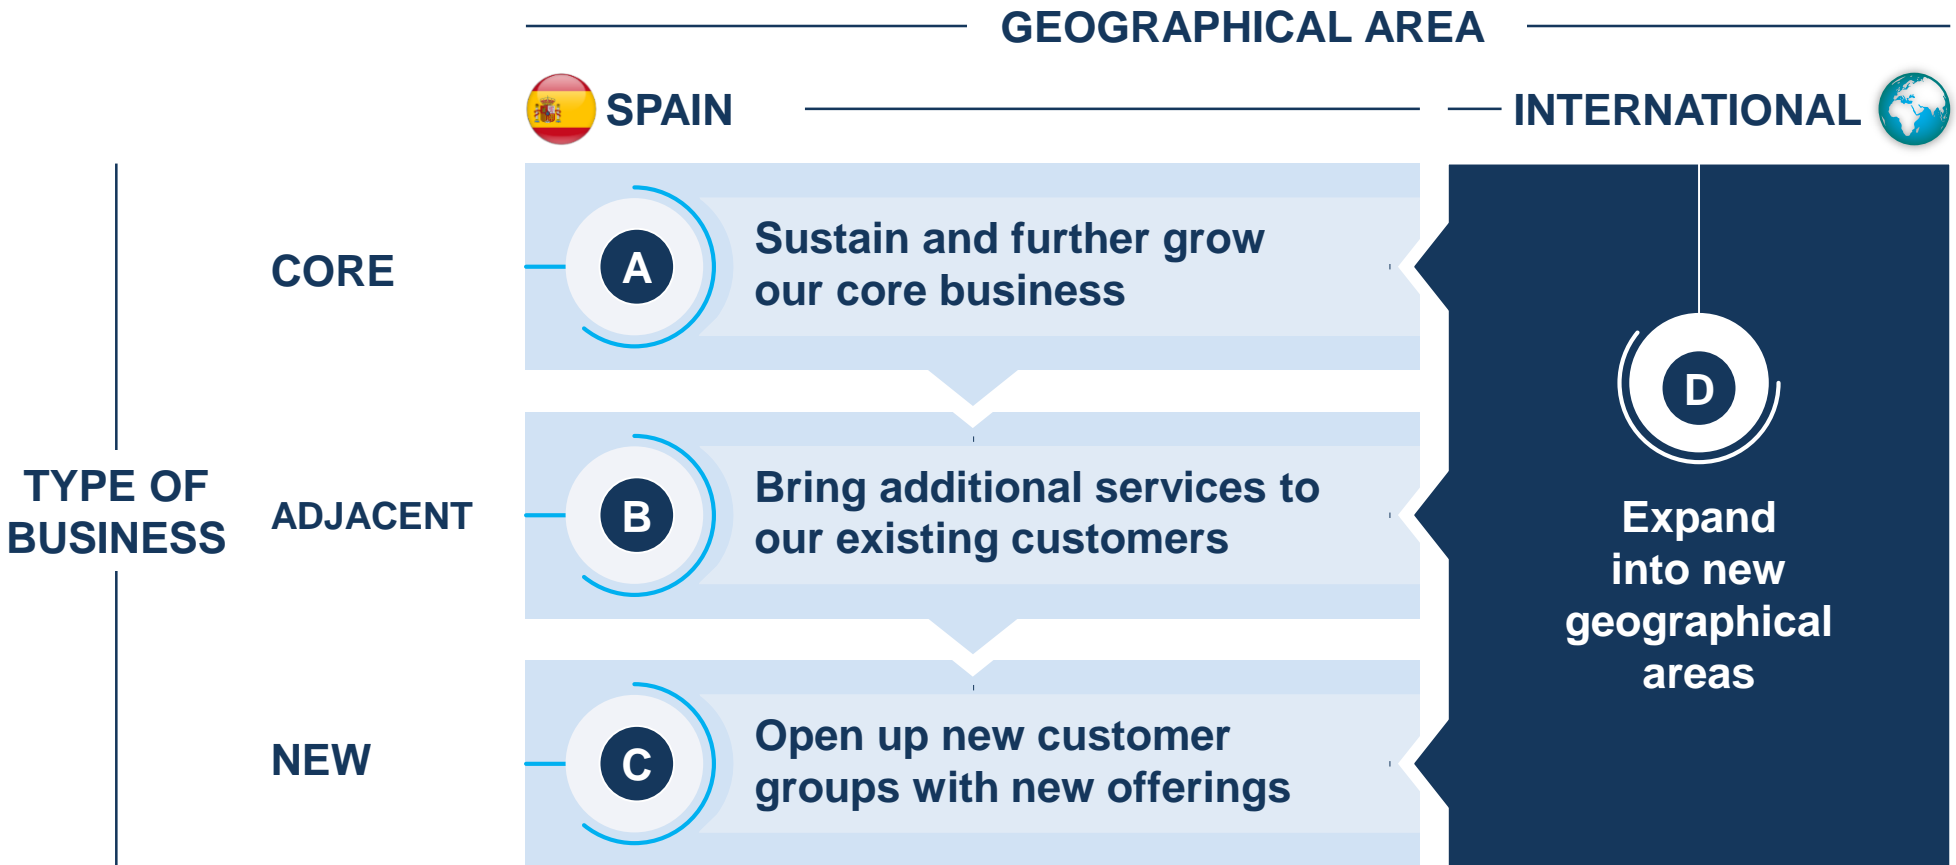 GEOGRAPHICAL AREA
SPAIN
INTERNATIONAL
TYPE OF
BUSINESS
CORE
A
Sustain and further grow
our core business
ADJACENT
B
Bring additional services to
our existing customers
NEW
C
Open up new customer
groups with new offerings
D
Expand
into new
geographical
areas